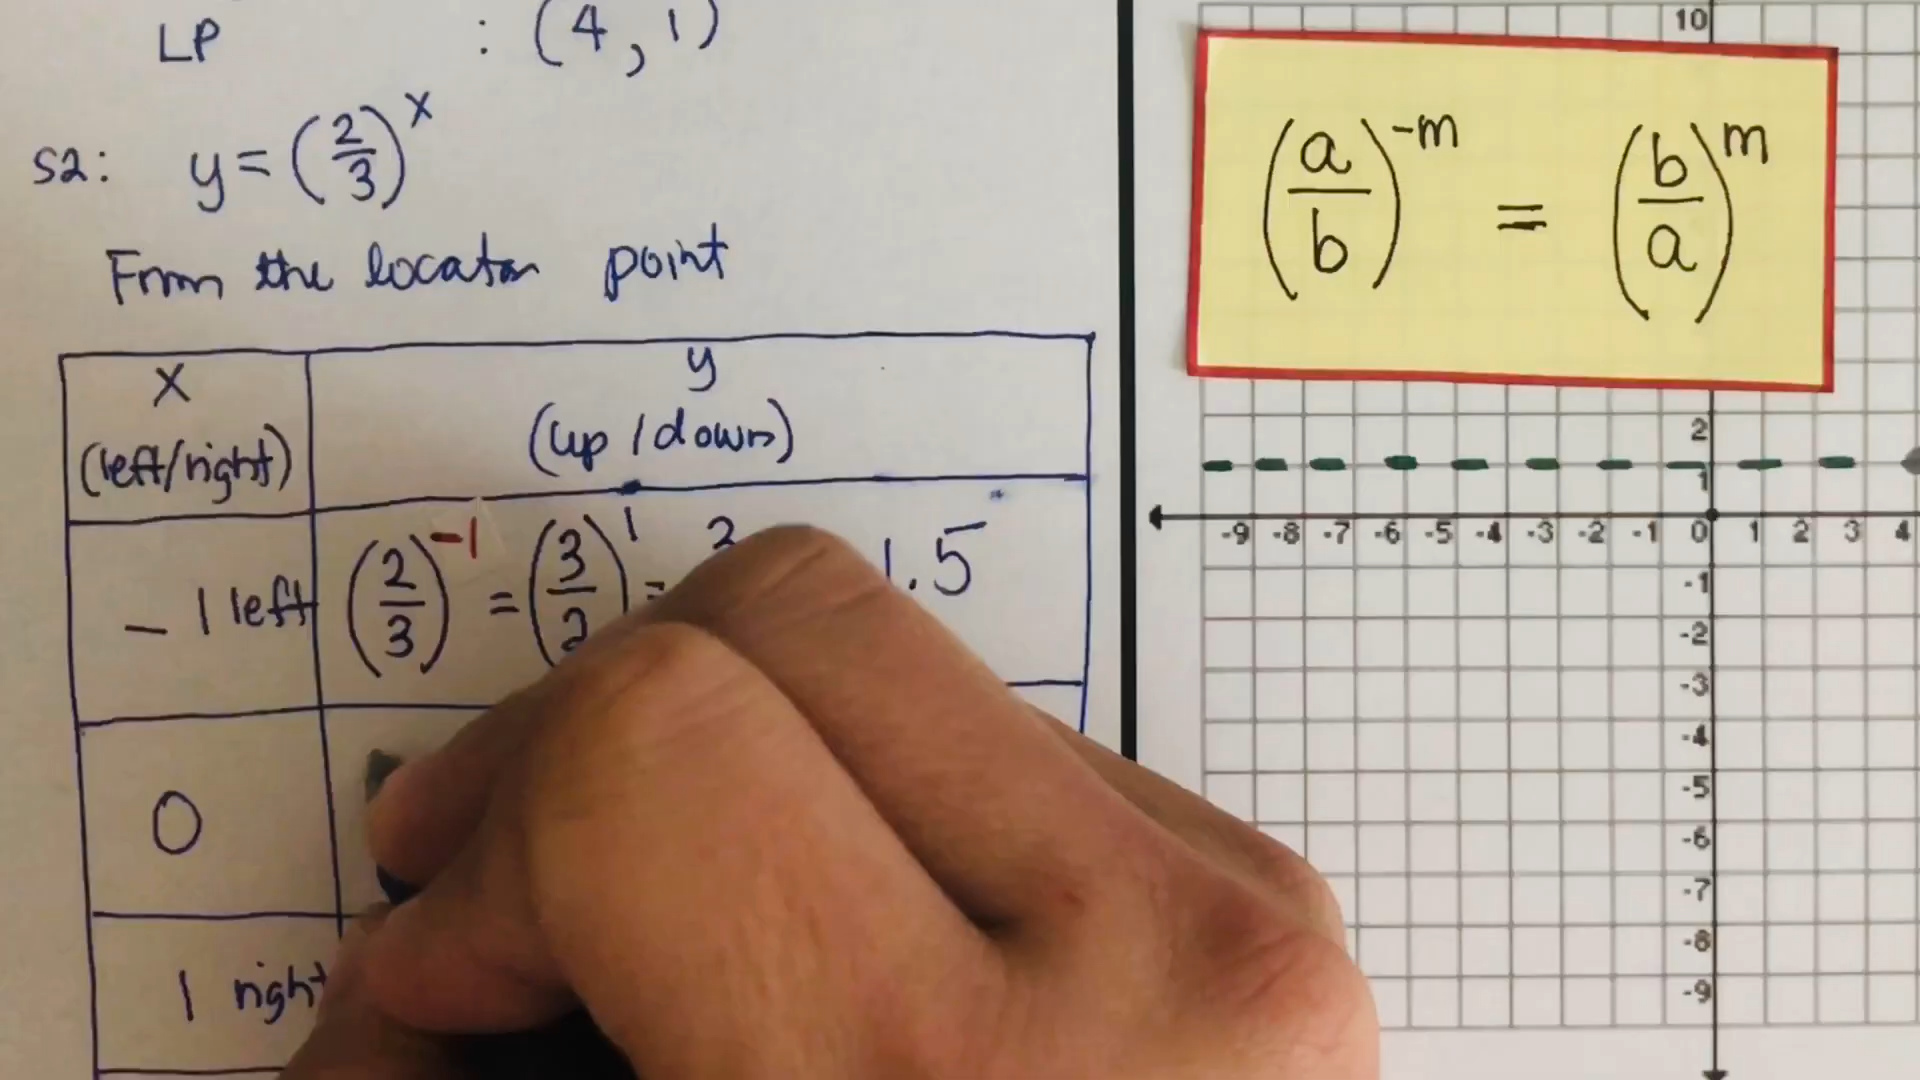 LP : (4, 1)
S2: y = (2/3)^x
From the locator point
x
(left/right)
y
(up/down)
-1 left
(2/3)^-1 = (3/2)^1 = 3 1.5
0
1 right
(a/b)^-m = (b/a)^m
10
2
1
-9 -8 -7 -6 -5 -4 -3 -2 -1 0 1 2 3 4
-1
-2
-3
-4
-5
-6
-7
-8
-9